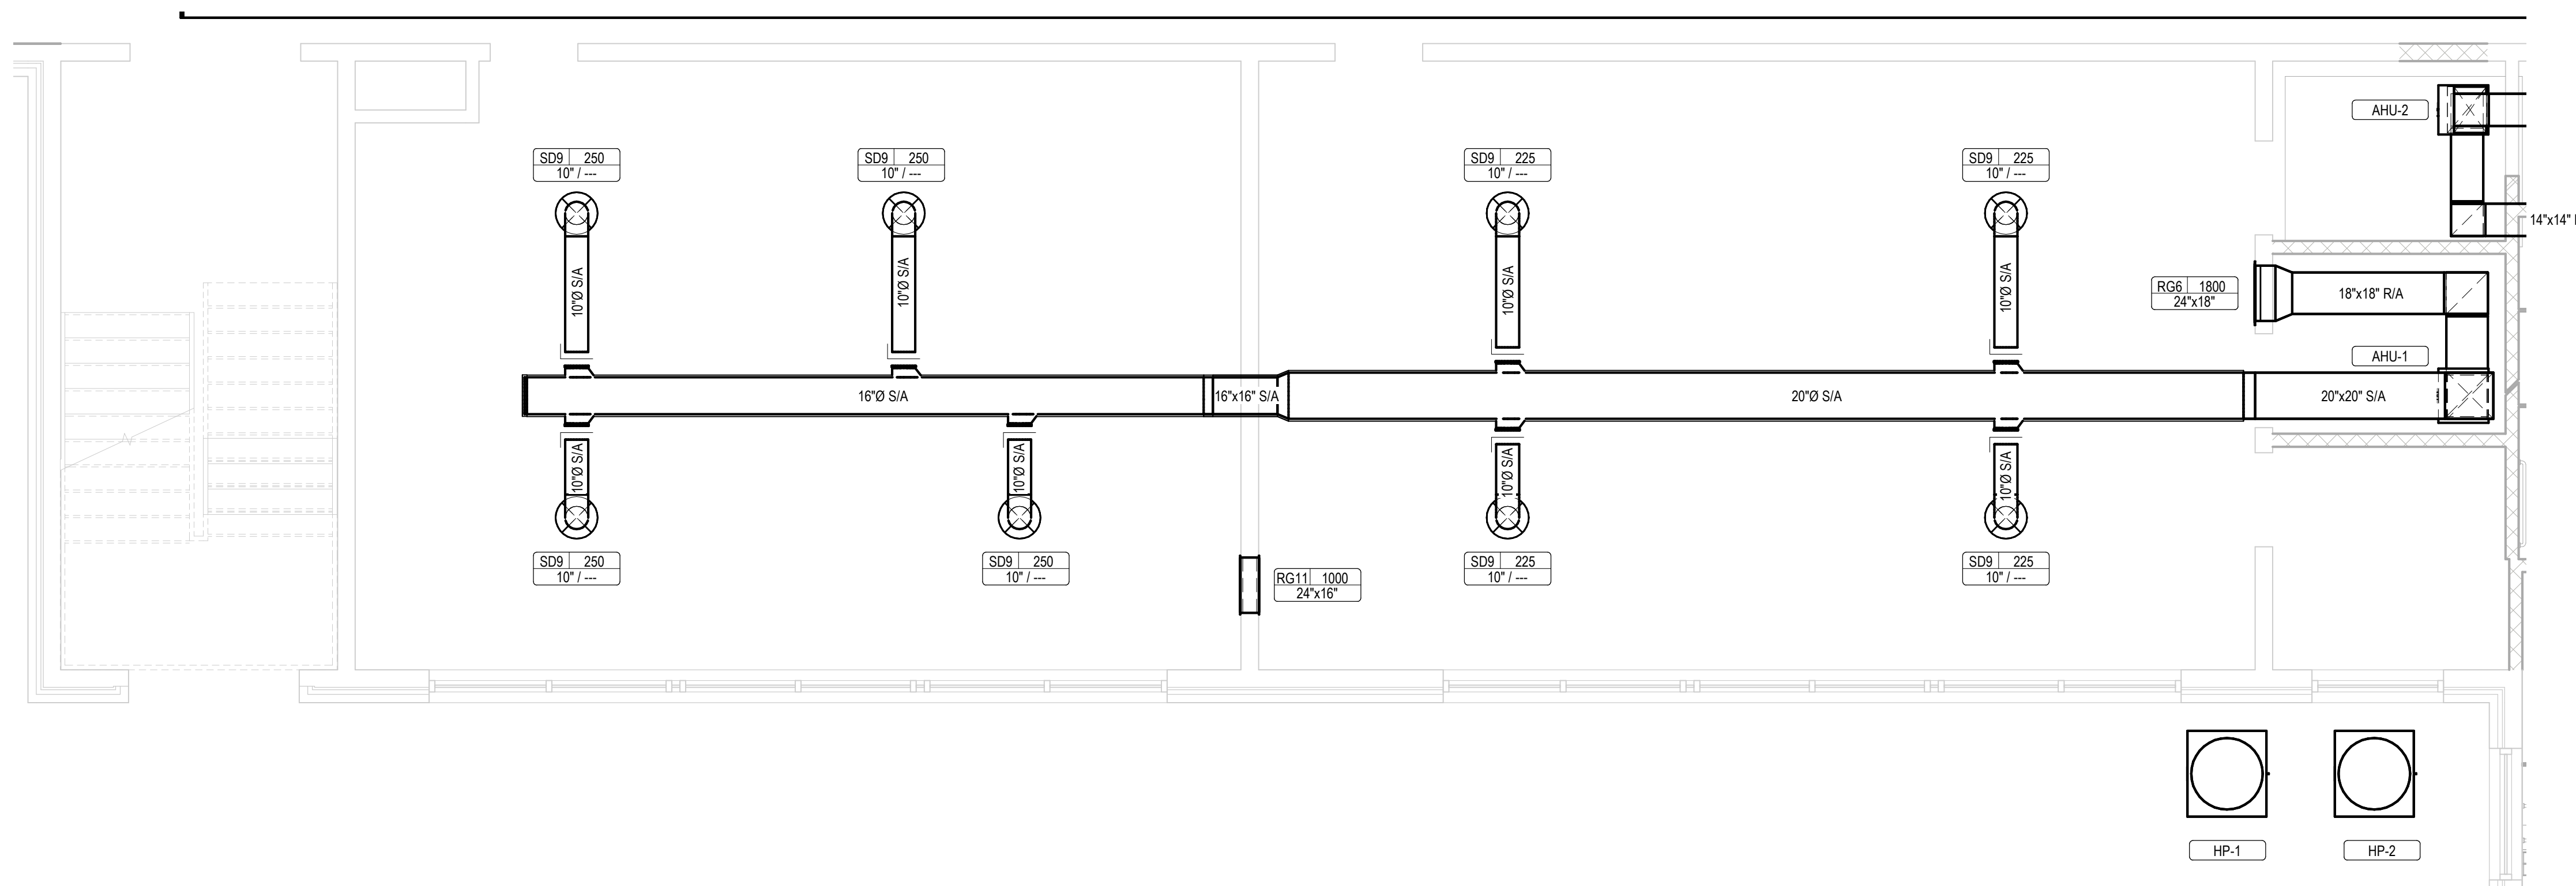 AHU-2
SD9 250
10" / ---
SD9 250
10" / ---
SD9 225
10" / ---
SD9 225
10" / ---
14"x14"
10"Ø S/A
10"Ø S/A
10"Ø S/A
10"Ø S/A
RG6 1800
24"x18"
18"x18" R/A
AHU-1
16"Ø S/A
16"x16" S/A
20"Ø S/A
20"x20" S/A
10"Ø S/A
10"Ø S/A
10"Ø S/A
10"Ø S/A
SD9 250
10" / ---
SD9 250
10" / ---
SD9 225
10" / ---
SD9 225
10" / ---
RG11 1000
24"x16"
HP-1
HP-2